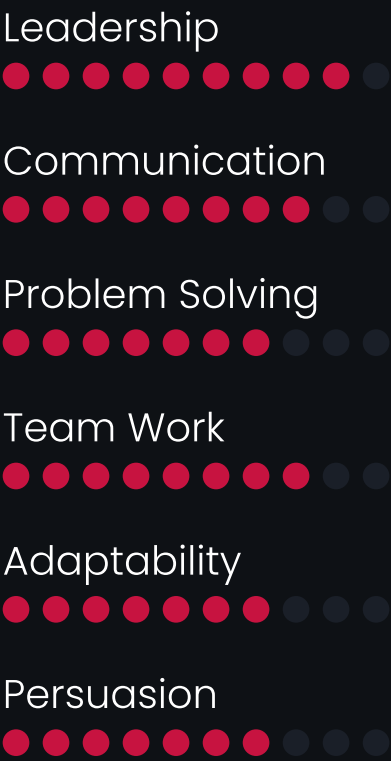 Leadership
Communication
Problem Solving
Team Work
Adaptability
Persuasion